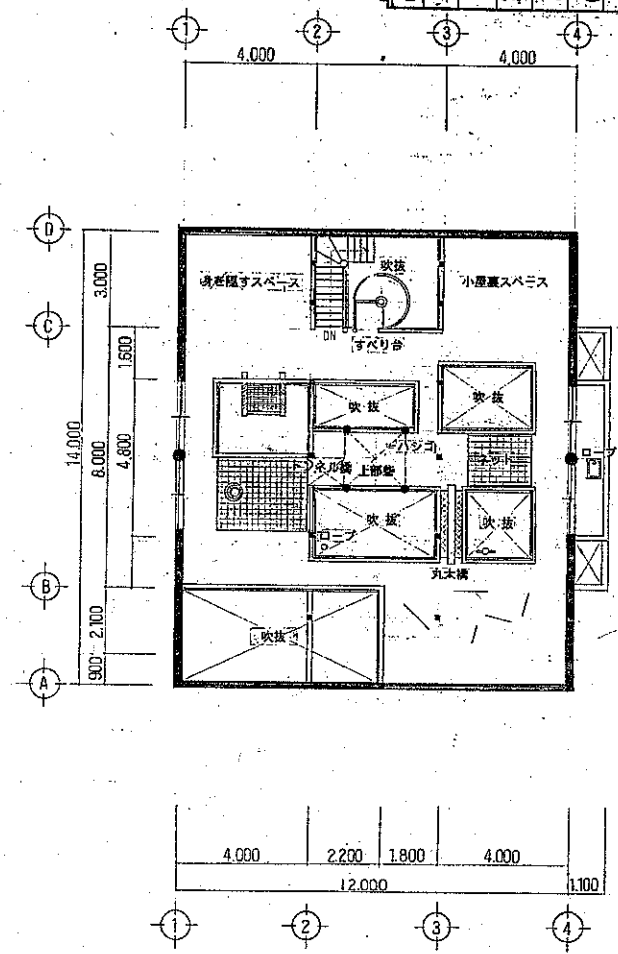 1 2 3 4
4,000 4,000
D
C
B
A
3,000
1,600
14,000 8,000 4,800
2,100
900
身を隠すスペース
吹抜
小屋裏スペース
DN
すべり台
吹抜
吹抜
ハシゴ
トンネル橋
上部塾
ネット
ロープ
吹抜
吹抜
ロープ
丸太橋
吹抜
4,000 2,200 1,800 4,000
12,000 1,100
1 2 3 4